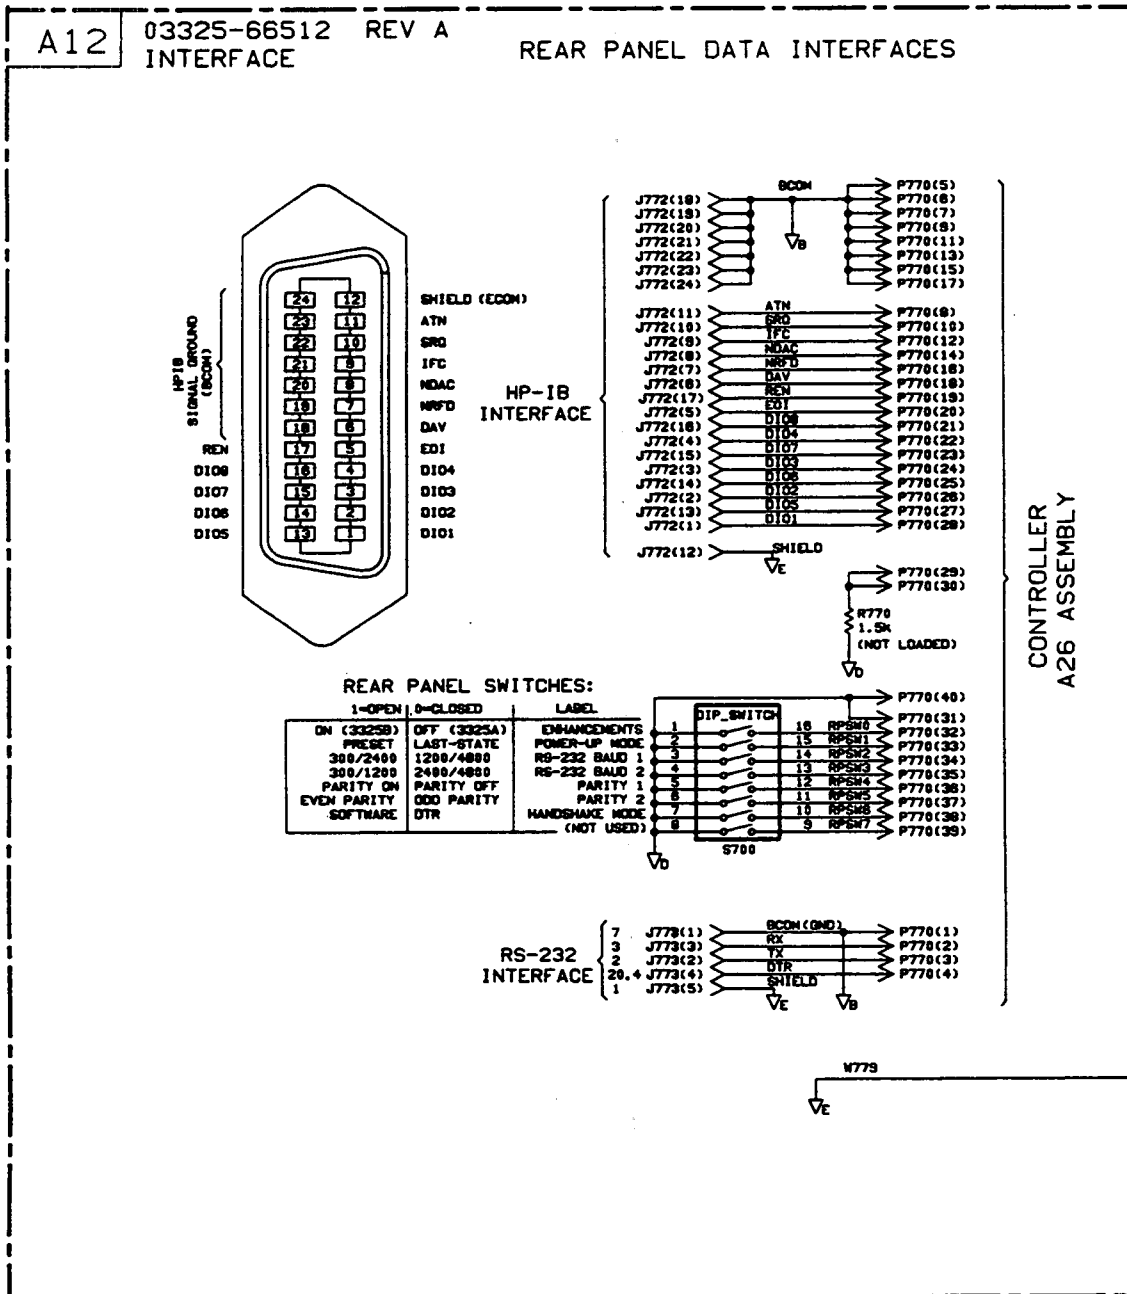 A12
03325-66512 REV A
INTERFACE
REAR PANEL DATA INTERFACES
HPIB
SIGNAL GROUND
(BCOM)
24 12 SHIELD (ECOM)
23 11 ATN
22 10 SRQ
21 9 IFC
20 8 NDAC
19 7 NRFD
18 6 DAV
REN 17 5 EOI
DIO8 16 4 DIO4
DIO7 15 3 DIO3
DIO6 14 2 DIO2
DIO5 13 1 DIO1
HP-IB
INTERFACE
BCOM
J772(18)
J772(19)
J772(20)
J772(21)
J772(22)
J772(23)
J772(24)
B
P770(5)
P770(6)
P770(7)
P770(9)
P770(11)
P770(13)
P770(15)
P770(17)
J772(11) ATN P770(8)
J772(10) SRQ P770(10)
J772(9) IFC P770(12)
J772(8) NDAC P770(14)
J772(7) NRFD P770(16)
J772(6) DAV P770(18)
J772(17) REN P770(19)
J772(5) EOI P770(20)
J772(16) DIO8 P770(21)
J772(4) DIO4 P770(22)
J772(15) DIO7 P770(23)
J772(3) DIO3 P770(24)
J772(14) DIO6 P770(25)
J772(2) DIO2 P770(26)
J772(13) DIO5 P770(27)
J772(1) DIO1 P770(28)
J772(12) SHIELD
E
P770(29)
P770(30)
R770
1.5K
(NOT LOADED)
D
CONTROLLER
A26 ASSEMBLY
REAR PANEL SWITCHES:
1=OPEN 0=CLOSED LABEL
ON (3325B) OFF (3325A) ENHANCEMENTS
PRESET LAST-STATE POWER-UP MODE
300/2400 1200/4800 RS-232 BAUD 1
300/1200 2400/4800 RS-232 BAUD 2
PARITY ON PARITY OFF PARITY 1
EVEN PARITY ODD PARITY PARITY 2
SOFTWARE DTR HANDSHAKE MODE
(NOT USED)
DIP_SWITCH
P770(40)
P770(31)
1 16 RPSW0 P770(32)
2 15 RPSW1 P770(33)
3 14 RPSW2 P770(34)
4 13 RPSW3 P770(35)
5 12 RPSW4 P770(36)
6 11 RPSW5 P770(37)
7 10 RPSW6 P770(38)
8 9 RPSW7 P770(39)
D
S700
RS-232
INTERFACE
7 J773(1) BCOM(GND) P770(1)
3 J773(3) RX P770(2)
2 J773(2) TX P770(3)
20.4 J773(4) DTR P770(4)
1 J773(5) SHIELD
E B
W779
E